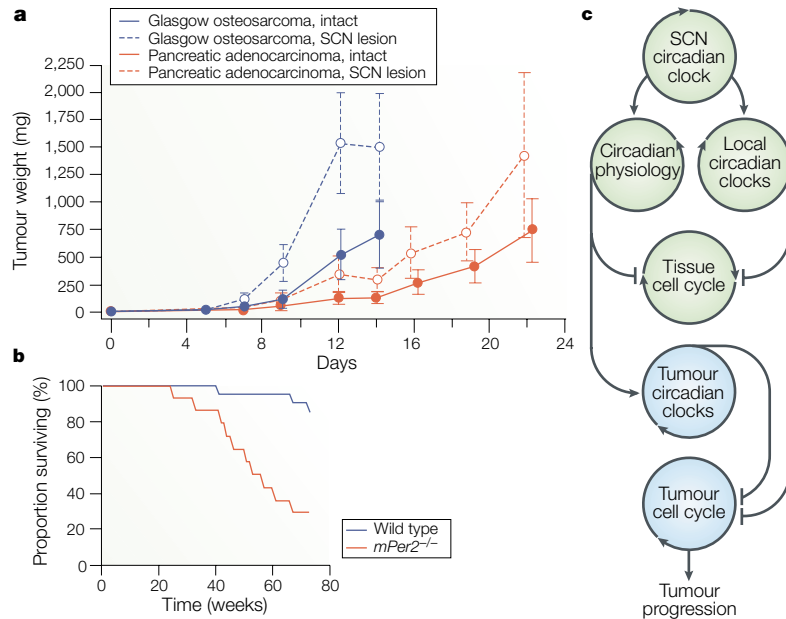 a
Glasgow osteosarcoma, intact
Glasgow osteosarcoma, SCN lesion
Pancreatic adenocarcinoma, intact
Pancreatic adenocarcinoma, SCN lesion
2,250
2,000
1,750
1,500
1,250
1,000
750
500
250
0
Tumour weight (mg)
0
4
8
12
16
20
24
Days
b
100
80
60
40
20
0
Proportion surviving (%)
0
20
40
60
80
Time (weeks)
Wild type
mPer2–/–
c
SCN
circadian
clock
Circadian
physiology
Local
circadian
clocks
Tissue
cell cycle
Tumour
circadian
clocks
Tumour
cell cycle
Tumour
progression